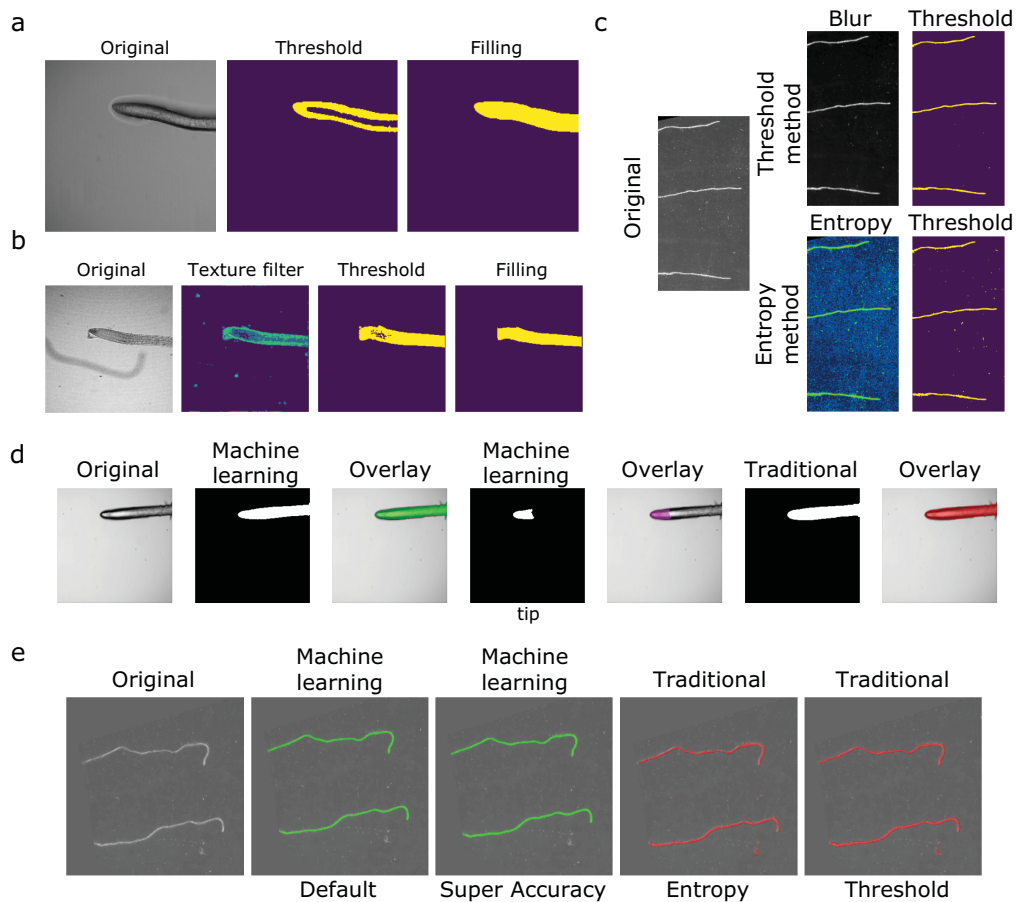 a
Original
Threshold
Filling
b
Original
Texture filter
Threshold
Filling
c
Original
Threshold
method
Blur
Threshold
Entropy
method
Entropy
Threshold
d
Original
Machine
learning
Overlay
Machine
learning
tip
Overlay
Traditional
Overlay
e
Original
Machine
learning
Default
Machine
learning
Super Accuracy
Traditional
Entropy
Traditional
Threshold